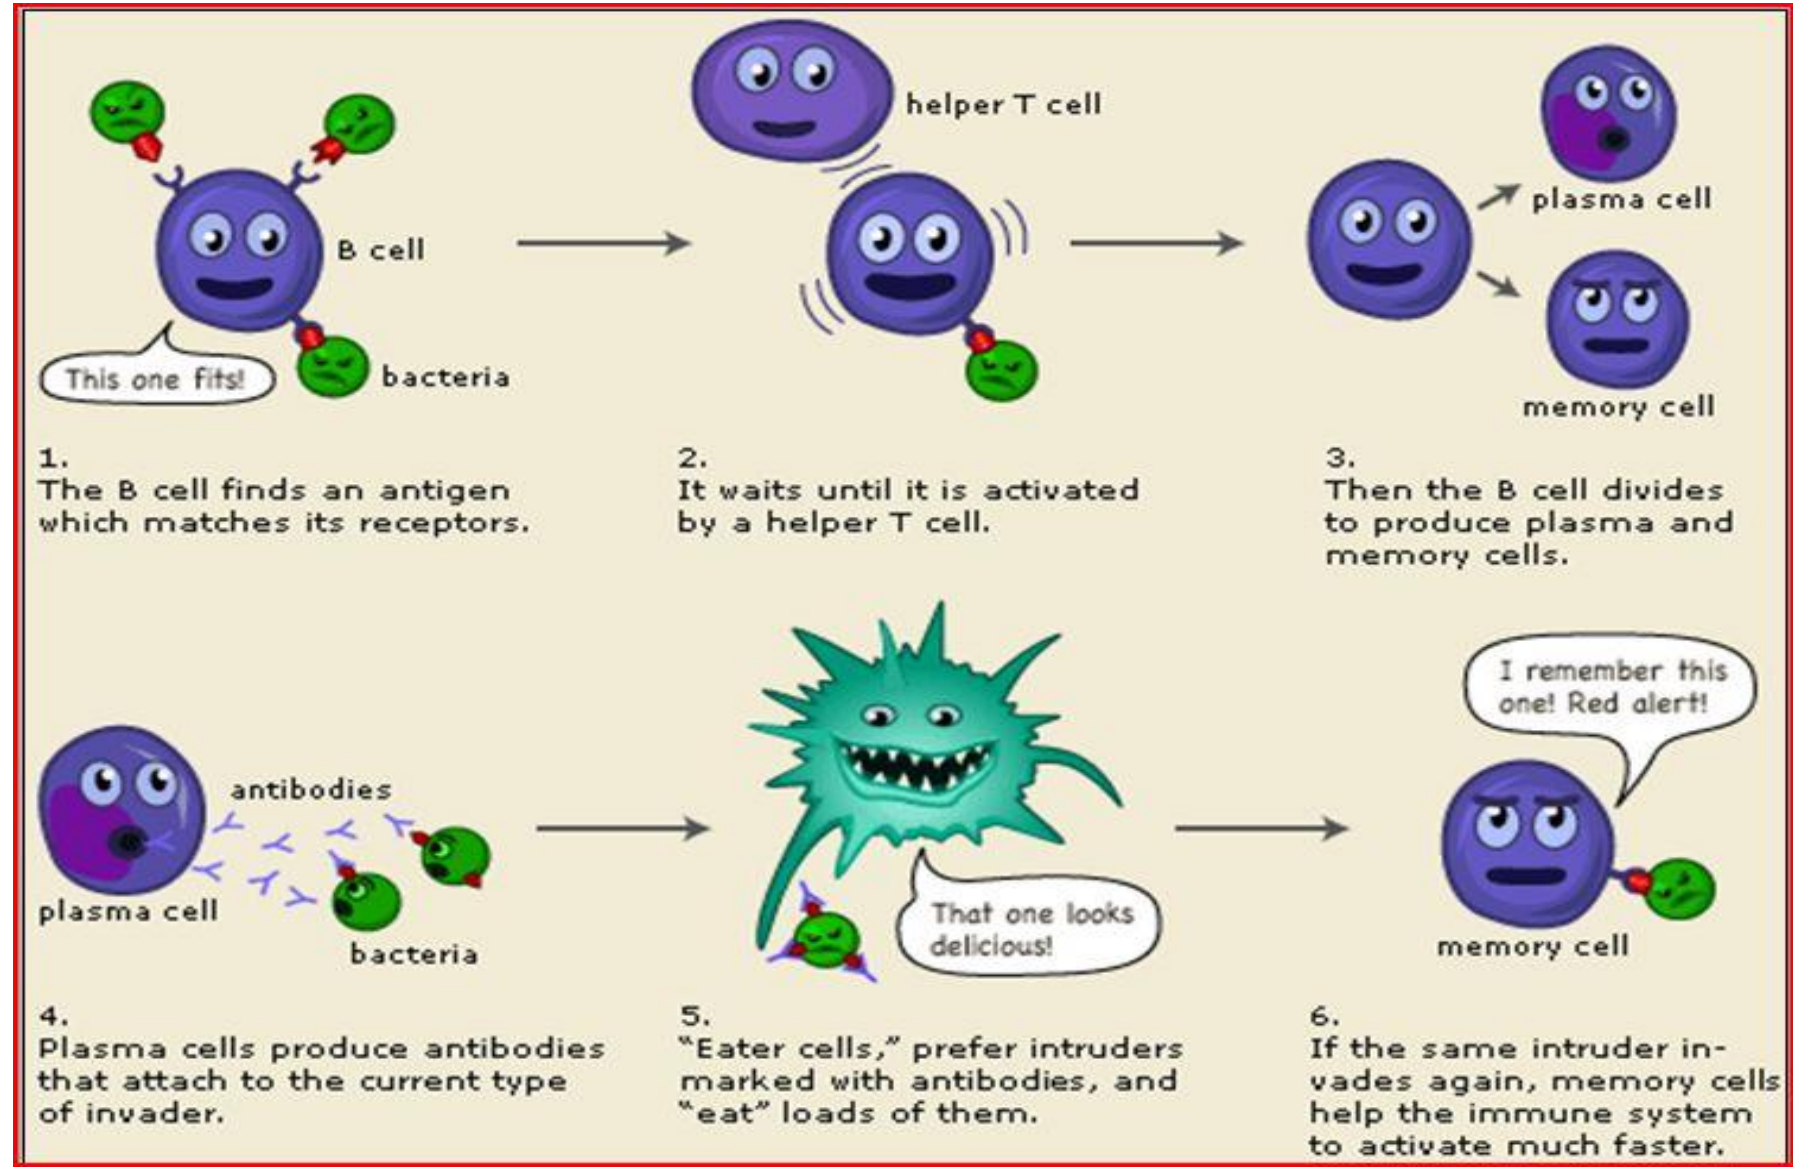 helper T cell
plasma cell
B cell
This one fits!
bacteria
memory cell
1.
The B cell finds an antigen
which matches its receptors.
2.
It waits until it is activated
by a helper T cell.
3.
Then the B cell divides
to produce plasma and
memory cells.
I remember this
one! Red alert!
antibodies
plasma cell
bacteria
That one looks
delicious!
memory cell
4.
Plasma cells produce antibodies
that attach to the current type
of invader.
5.
“Eater cells,” prefer intruders
marked with antibodies, and
“eat” loads of them.
6.
If the same intruder in-
vades again, memory cells
help the immune system
to activate much faster.